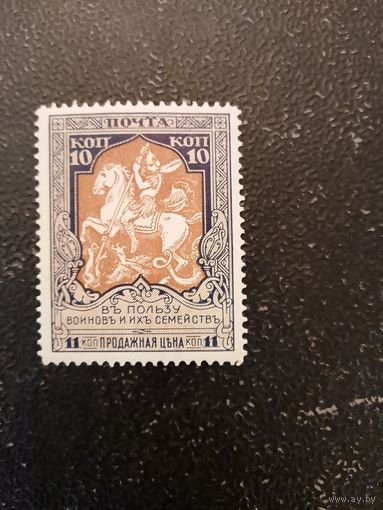 ПОЧТА
КОП КОП
10 10
ВЪ ПОЛЬЗУ
ВОИНОВЪ И ИХЪ СЕМЕЙСТВЪ
11 КОП ПРОДАЖНАЯ ЦѢНА КОП 11
www.ay.by